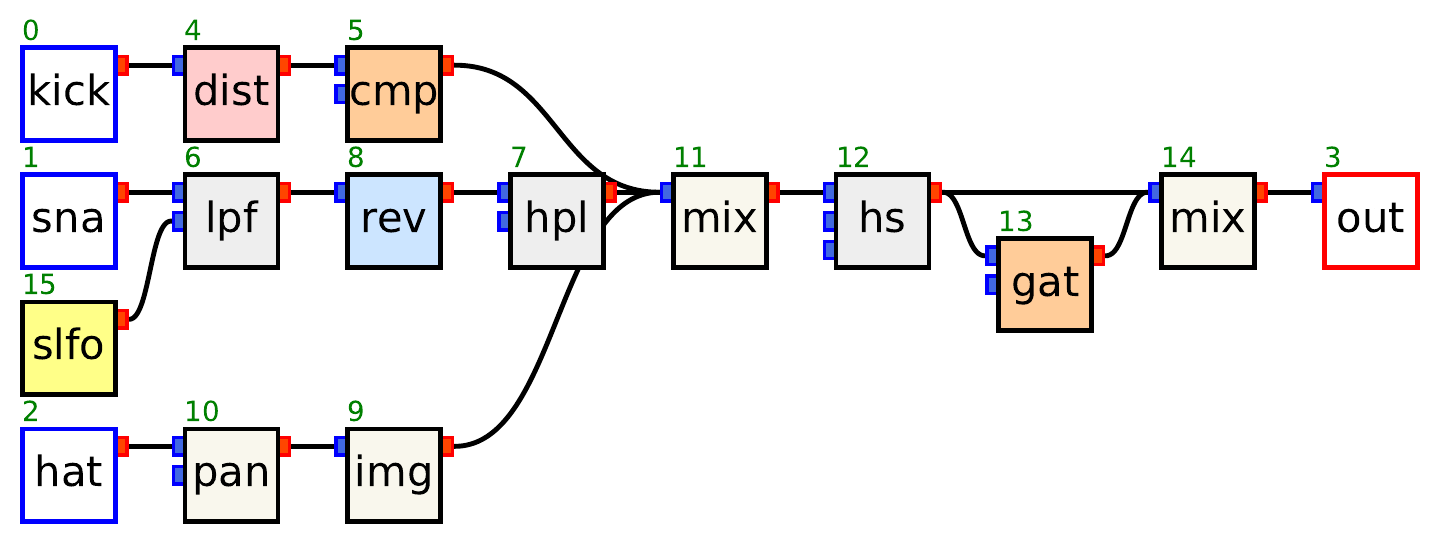 0 4 5
kick dist cmp
1 6 8 7 11 12 14 3
sna lpf rev hpl mix hs mix out
13
gat
15
slfo
2 10 9
hat pan img